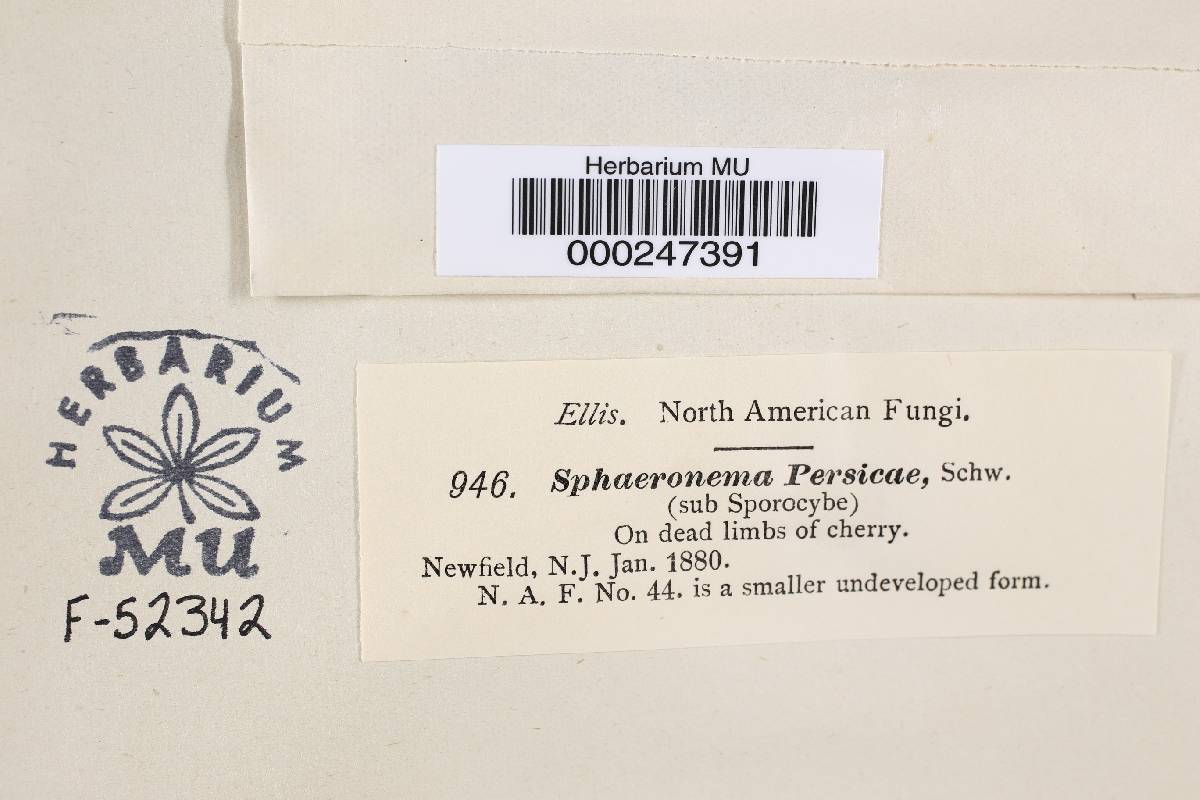 Herbarium MU
000247391
HERBARIUM
MU
F-52342
Ellis. North American Fungi.
946. Sphaeronema Persicae, Schw.
(sub Sporocybe)
On dead limbs of cherry.
Newfield, N.J. Jan. 1880.
N. A. F. No. 44. is a smaller undeveloped form.